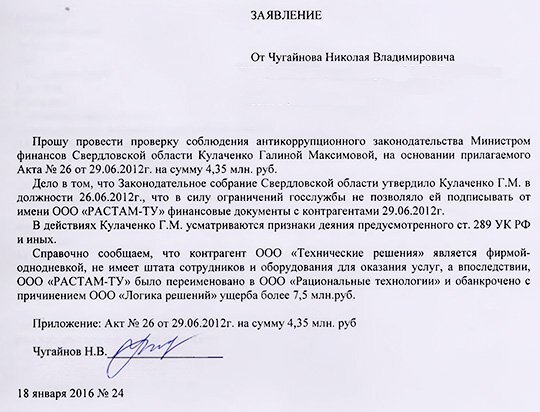 ЗАЯВЛЕНИЕ
От Чугайнова Николая Владимировича
Прошу провести проверку соблюдения антикоррупционного законодательства Министром
финансов Свердловской области Кулаченко Галиной Максимовой, на основании прилагаемого
Акта № 26 от 29.06.2012г. на сумму 4,35 млн. руб.
Дело в том, что Законодательное собрание Свердловской области утвердило Кулаченко Г.М. в
должности 26.06.2012г., что в силу ограничений госслужбы не позволяло ей подписывать от
имени ООО «РАСТАМ-ТУ» финансовые документы с контрагентами 29.06.2012г.
В действиях Кулаченко Г.М. усматриваются признаки деяния предусмотренного ст. 289 УК РФ
и иных.
Справочно сообщаем, что контрагент ООО «Технические решения» является фирмой-
однодневкой, не имеет штата сотрудников и оборудования для оказания услуг, а впоследствии,
ООО «РАСТАМ-ТУ» было переименовано в ООО «Рациональные технологии» и обанкрочено с
причинением ООО «Логика решений» ущерба более 7,5 млн.руб.
Приложение: Акт № 26 от 29.06.2012г. на сумму 4,35 млн. руб
Чугайнов Н.В.
18 января 2016 № 24